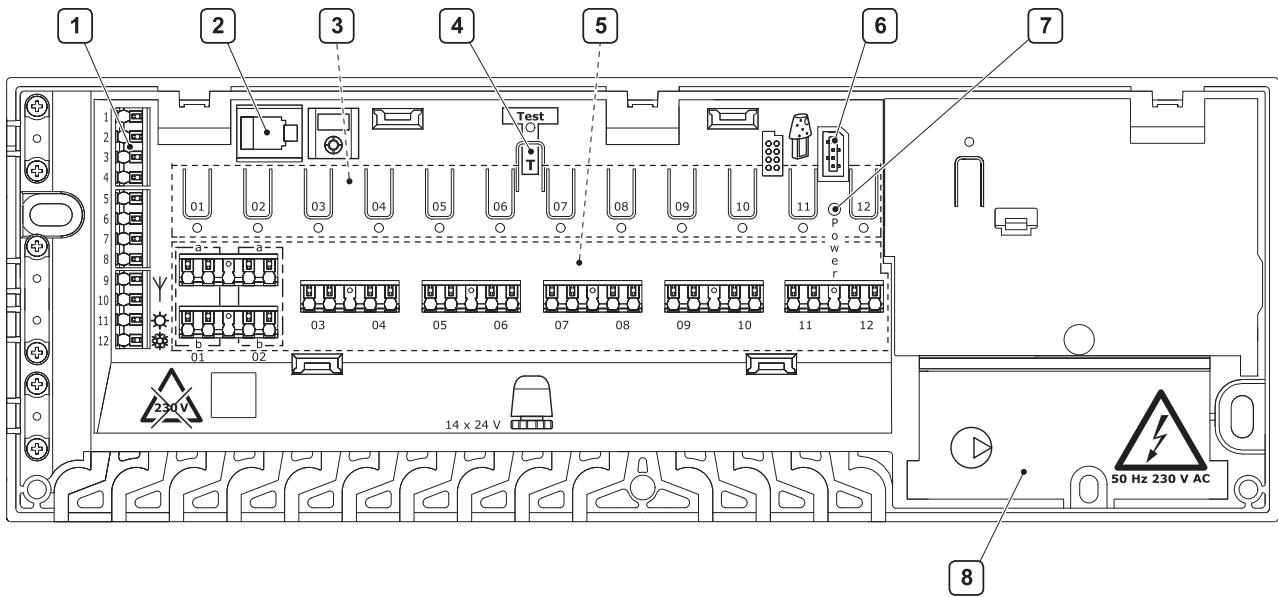 1 2 3 4 5 6 7
Test
T
1
2
3
4
5
6
7
8
9
10
11
12
01 02 03 04 05 06 07 08 09 10 11 12
Power
a a
b b
01 02
03 04 05 06 07 08 09 10 11 12
230 V
14 x 24 V
50 Hz 230 V AC
8